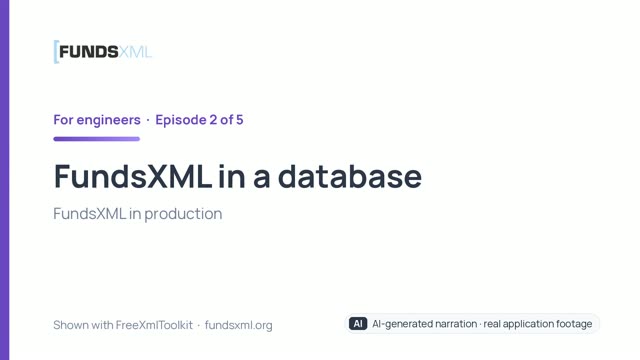 [FUNDSXML
For engineers · Episode 2 of 5
FundsXML in a database
FundsXML in production
Shown with FreeXmlToolkit · fundsxml.org
AI AI-generated narration · real application footage